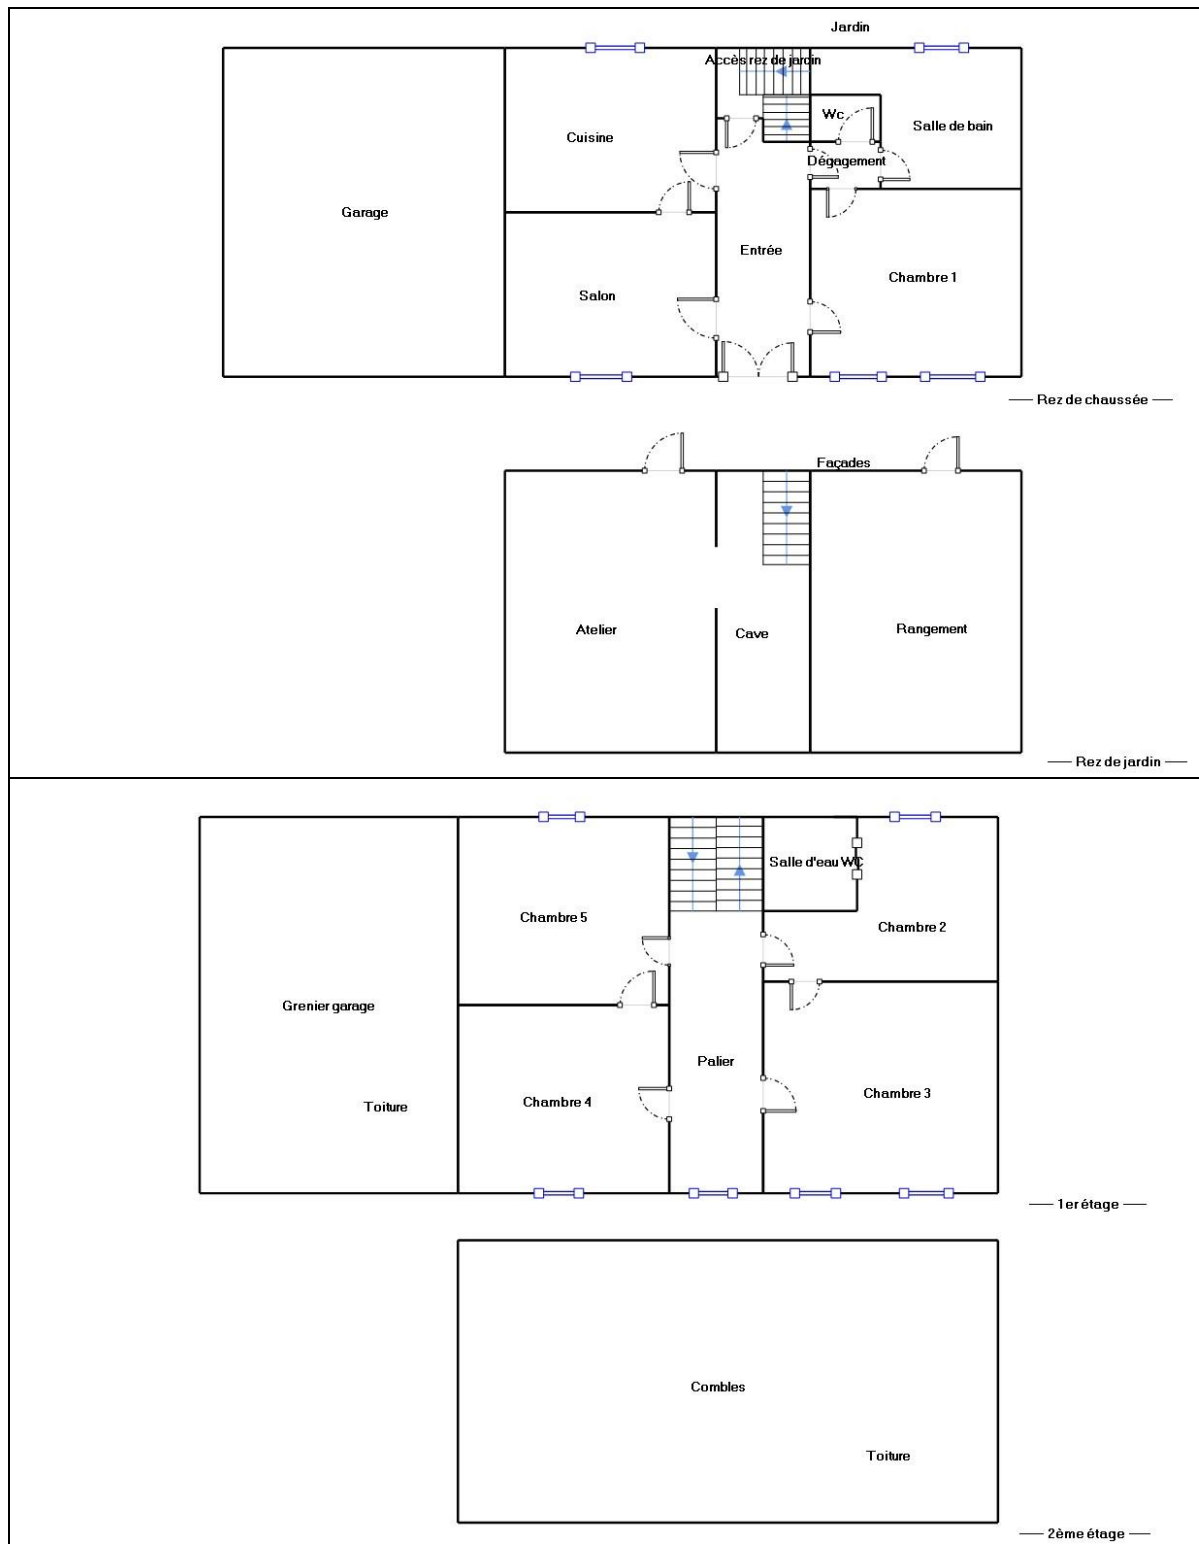 Jardin
Accès rez de jardin
Wc
Salle de bain
Cuisine
Dégagement
Garage
Entrée
Chambre 1
Salon
Rez de chaussée
Façades
Atelier
Cave
Rangement
Rez de jardin
Salle d'eau WC
Chambre 5
Chambre 2
Grenier garage
Palier
Chambre 3
Chambre 4
Toiture
1er étage
Combles
Toiture
2ème étage